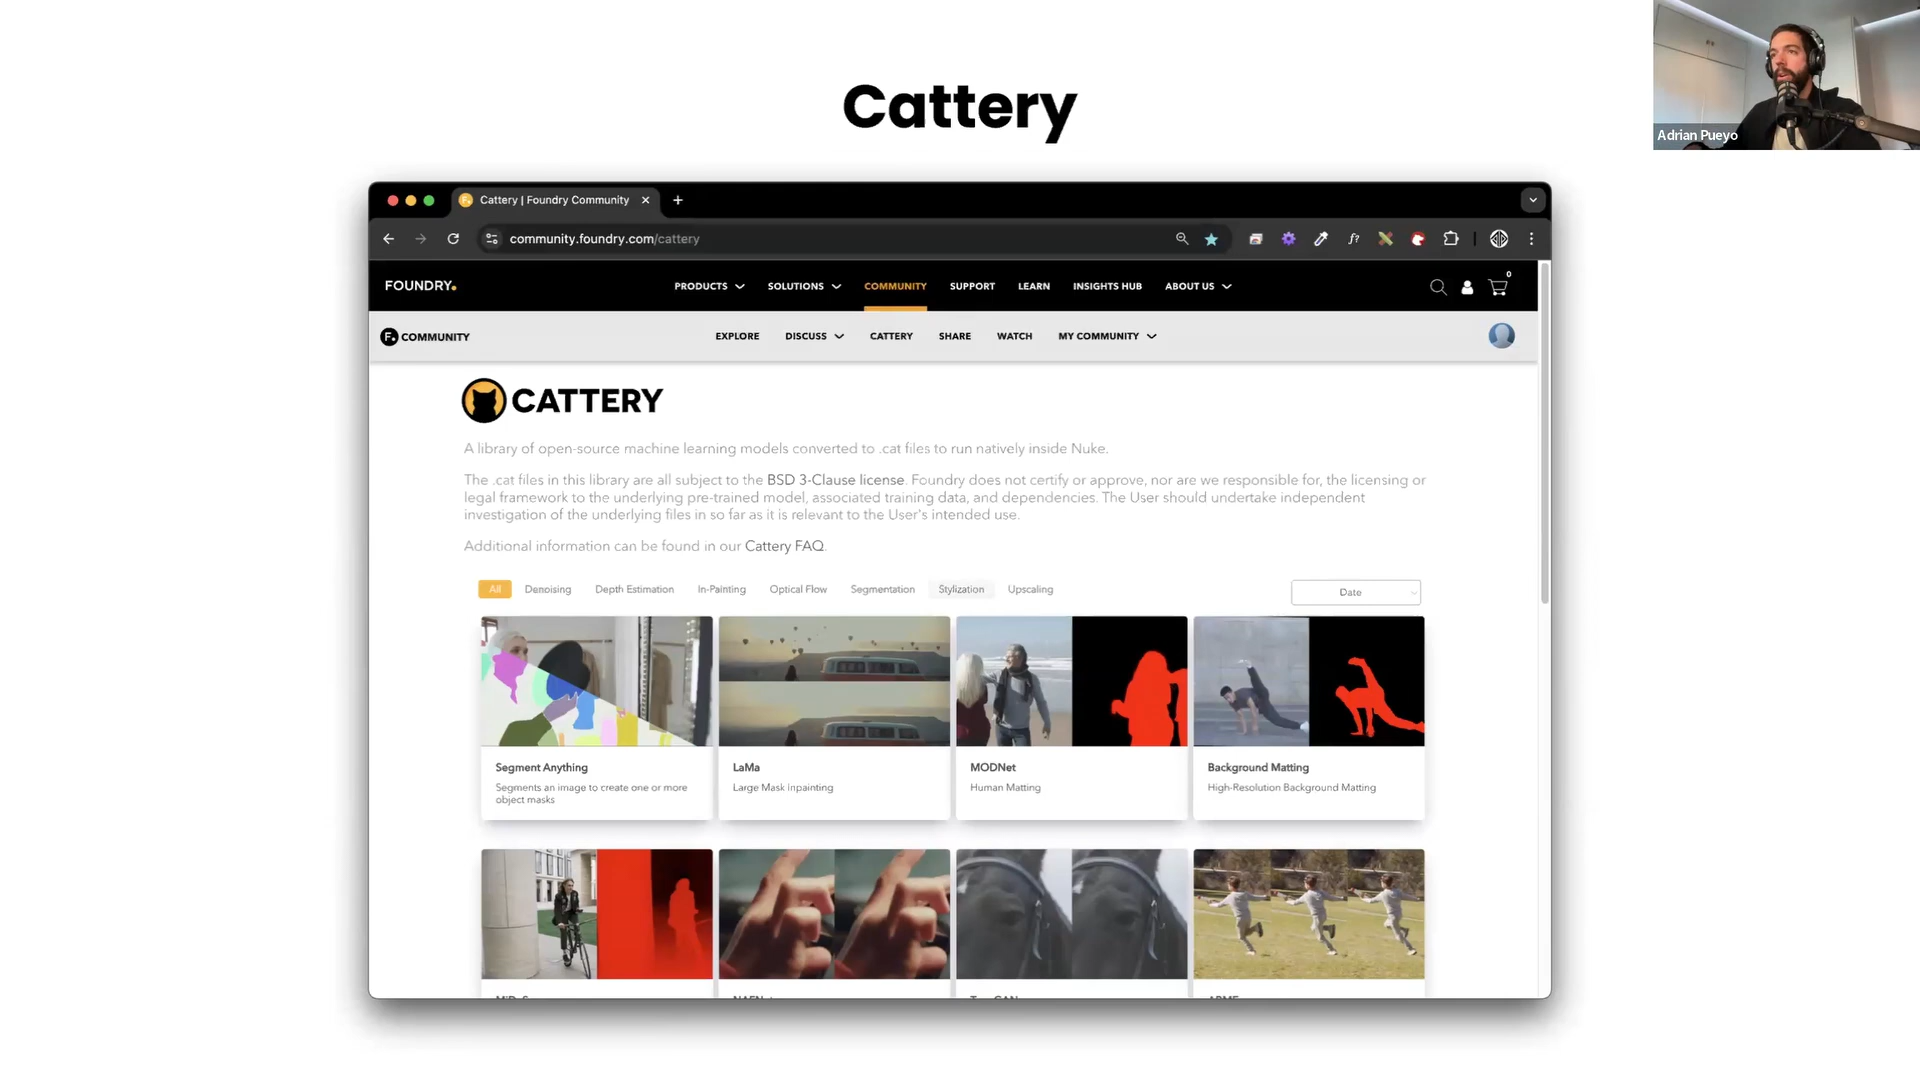 Cattery
Adrian Pueyo
Cattery | Foundry Community
community.foundry.com/cattery
f?
FOUNDRY.
PRODUCTS
SOLUTIONS
COMMUNITY
SUPPORT
LEARN
INSIGHTS HUB
ABOUT US
0
F. COMMUNITY
EXPLORE
DISCUSS
CATTERY
SHARE
WATCH
MY COMMUNITY
CATTERY
A library of open-source machine learning models converted to .cat files to run natively inside Nuke.
The .cat files in this library are all subject to the BSD 3-Clause license. Foundry does not certify or approve, nor are we responsible for, the licensing or
legal framework to the underlying pre-trained model, associated training data, and dependencies. The User should undertake independent
investigation of the underlying files in so far as it is relevant to the User's intended use.
Additional information can be found in our Cattery FAQ.
All
Denoising
Depth Estimation
In-Painting
Optical Flow
Segmentation
Stylization
Upscaling
Date
Segment Anything
Segments an image to create one or more
object masks
LaMa
Large Mask inpainting
MODNet
Human Matting
Background Matting
High-Resolution Background Matting